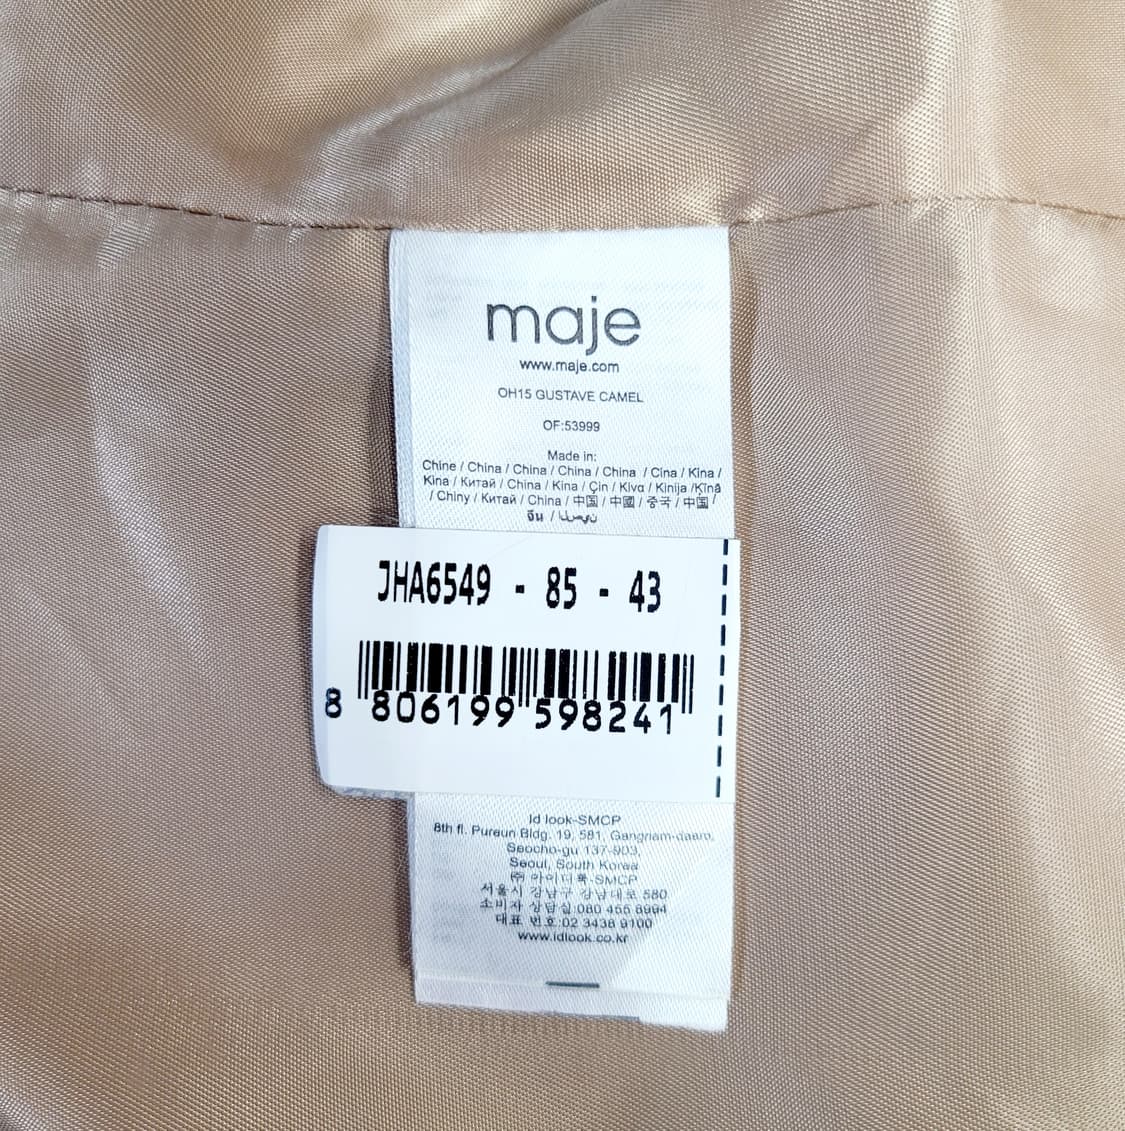 maje
www.maje.com
OH15 GUSTAVE CAMEL
OF:53999
Made in:
Chine / China / China / China / China / Cina / Kina /
Kina / Китай / China / Kina / Çin / Κίνα / Kinija /Ķīnā
/ Chiny / Китай / China / 中国 / 中國 / 중국 / 中国 /
จีน / الصين
JHA6549 - 85 - 43
8 806199 598241
Id look-SMCP
8th fl. Pureun Bldg. 19, 581, Gangnam-daero,
Seocho-gu 137-903,
Seoul, South Korea
㈜ 아이디룩-SMCP
서울시 강남구 강남대로 580
소비자 상담실:080 455 8994
대표 번호:02 3438 9100
www.idlook.co.kr